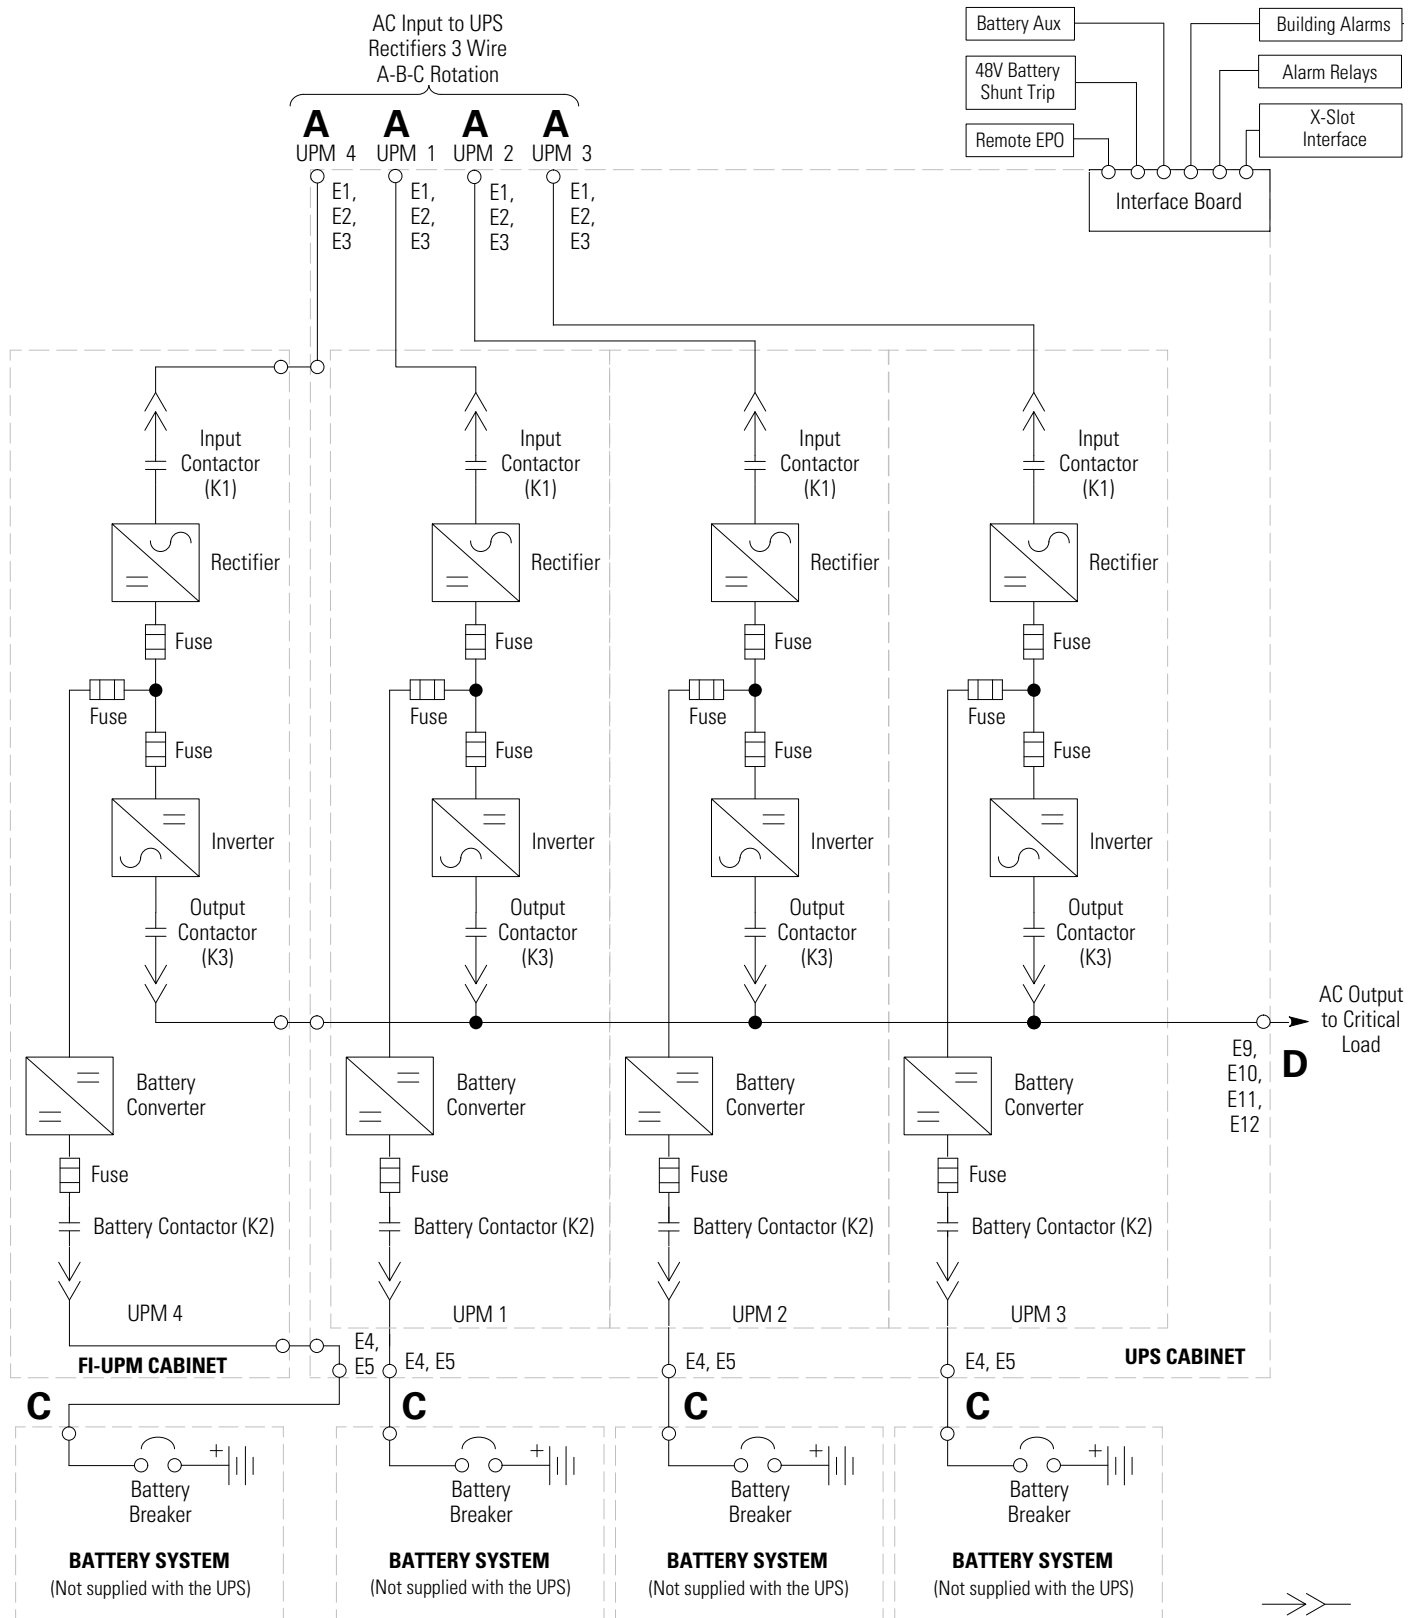 AC Input to UPS
Rectifiers 3 Wire
A-B-C Rotation
Battery Aux
48V Battery
Shunt Trip
Remote EPO
Building Alarms
Alarm Relays
X-Slot
Interface
Interface Board
A A A A
UPM 4 UPM 1 UPM 2 UPM 3
E1, E1, E1, E1,
E2, E2, E2, E2,
E3 E3 E3 E3
Input Input Input Input
Contactor Contactor Contactor Contactor
(K1) (K1) (K1) (K1)
Rectifier Rectifier Rectifier Rectifier
Fuse Fuse Fuse Fuse
Fuse Fuse Fuse Fuse
Fuse Fuse Fuse Fuse
Inverter Inverter Inverter Inverter
Output Output Output Output
Contactor Contactor Contactor Contactor
(K3) (K3) (K3) (K3)
AC Output
to Critical
Load
D
E9,
E10,
E11,
E12
Battery Battery Battery Battery
Converter Converter Converter Converter
Fuse Fuse Fuse Fuse
Battery Contactor (K2) Battery Contactor (K2) Battery Contactor (K2) Battery Contactor (K2)
UPM 4 UPM 1 UPM 2 UPM 3
FI-UPM CABINET
E4,
E5
E4, E5 E4, E5 E4, E5
UPS CABINET
C C C C
+ + + +
Battery Battery Battery Battery
Breaker Breaker Breaker Breaker
BATTERY SYSTEM BATTERY SYSTEM BATTERY SYSTEM BATTERY SYSTEM
(Not supplied with the UPS) (Not supplied with the UPS) (Not supplied with the UPS) (Not supplied with the UPS)